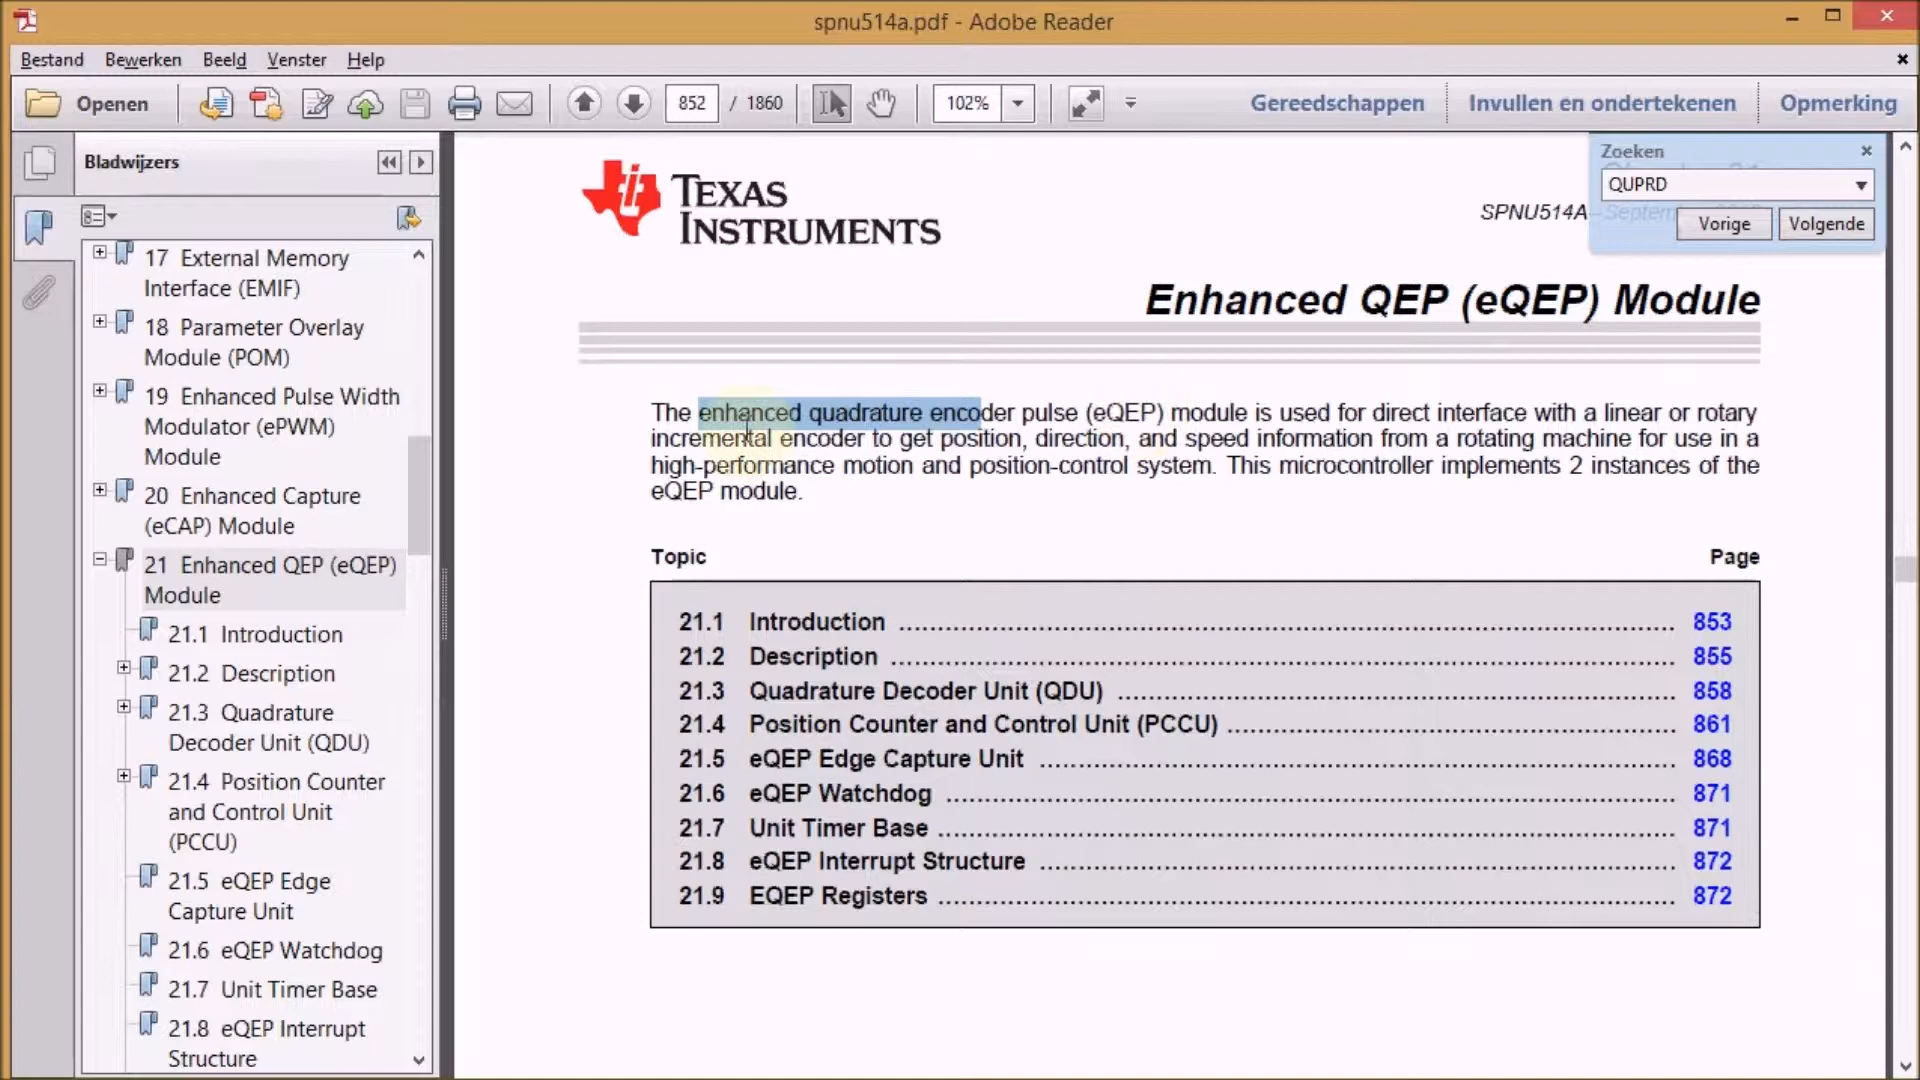 spnu514a.pdf - Adobe Reader
Bestand Bewerken Beeld Venster Help
Openen 852 / 1860 102% Gereedschappen Invullen en ondertekenen Opmerking
Bladwijzers
17 External Memory
Interface (EMIF)
18 Parameter Overlay
Module (POM)
19 Enhanced Pulse Width
Modulator (ePWM)
Module
20 Enhanced Capture
(eCAP) Module
21 Enhanced QEP (eQEP)
Module
21.1 Introduction
21.2 Description
21.3 Quadrature
Decoder Unit (QDU)
21.4 Position Counter
and Control Unit
(PCCU)
21.5 eQEP Edge
Capture Unit
21.6 eQEP Watchdog
21.7 Unit Timer Base
21.8 eQEP Interrupt
Structure
TEXAS
INSTRUMENTS
Zoeken
QUPRD
SPNU514A–Septem
Vorige Volgende
Enhanced QEP (eQEP) Module
The enhanced quadrature encoder pulse (eQEP) module is used for direct interface with a linear or rotary
incremental encoder to get position, direction, and speed information from a rotating machine for use in a
high-performance motion and position-control system. This microcontroller implements 2 instances of the
eQEP module.
Topic Page
21.1 Introduction 853
21.2 Description 855
21.3 Quadrature Decoder Unit (QDU) 858
21.4 Position Counter and Control Unit (PCCU) 861
21.5 eQEP Edge Capture Unit 868
21.6 eQEP Watchdog 871
21.7 Unit Timer Base 871
21.8 eQEP Interrupt Structure 872
21.9 EQEP Registers 872